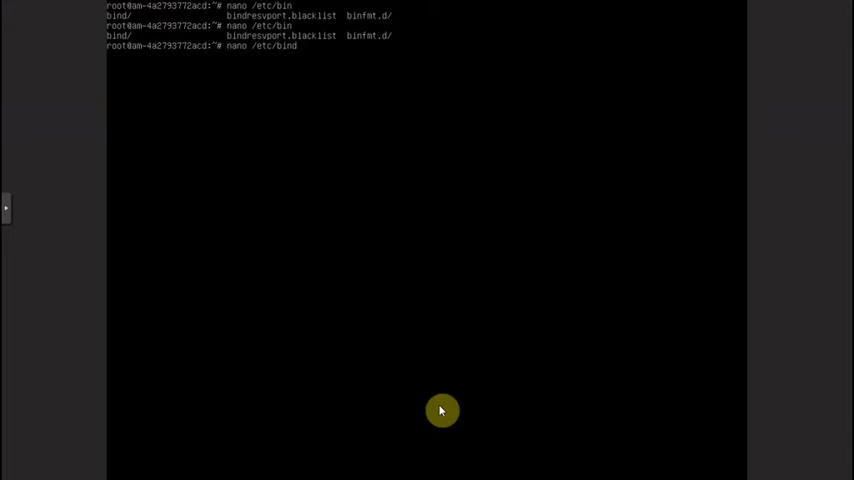 root@am-4a2793772acd:~# nano /etc/bin
bind/ bindresvport.blacklist binfmt.d/
root@am-4a2793772acd:~# nano /etc/bin
bind/ bindresvport.blacklist binfmt.d/
root@am-4a2793772acd:~# nano /etc/bind